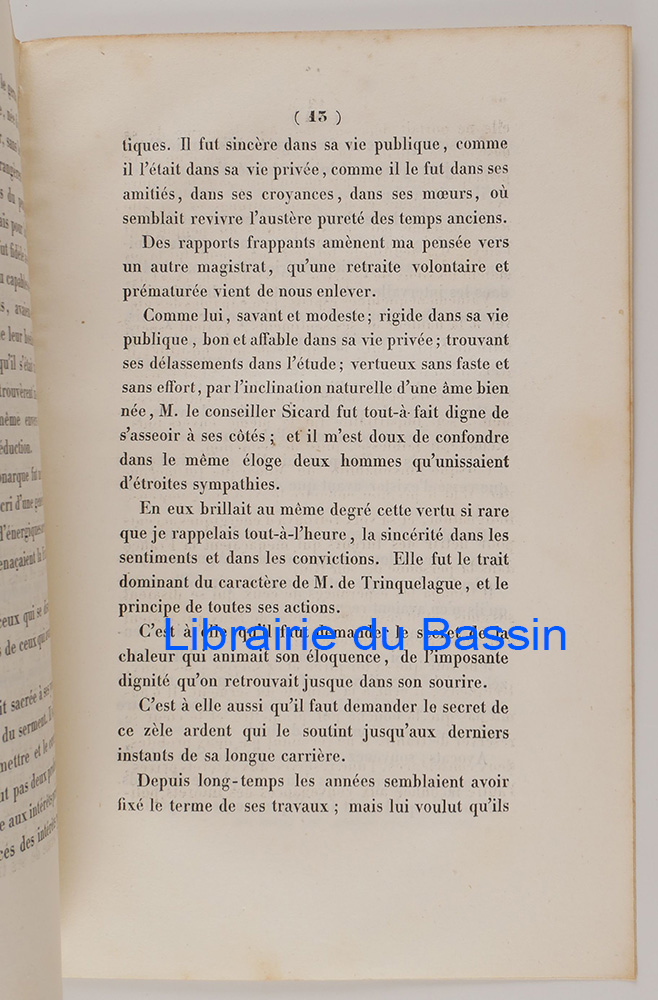 ( 13 )
tiques. Il fut sincère dans sa vie publique, comme
il l'était dans sa vie privée, comme il le fut dans ses
amitiés, dans ses croyances, dans ses mœurs, où
semblait revivre l'austère pureté des temps anciens.
Des rapports frappants amènent ma pensée vers
un autre magistrat, qu'une retraite volontaire et
prématurée vient de nous enlever.
Comme lui, savant et modeste; rigide dans sa vie
publique, bon et affable dans sa vie privée; trouvant
ses délassements dans l'étude; vertueux sans faste et
sans effort, par l'inclination naturelle d'une âme bien
née, M. le conseiller Sicard fut tout-à-fait digne de
s'asseoir à ses côtés; et il m'est doux de confondre
dans le même éloge deux hommes qu'unissaient
d'étroites sympathies.
En eux brillait au même degré cette vertu si rare
que je rappelais tout-à-l'heure, la sincérité dans les
sentiments et dans les convictions. Elle fut le trait
dominant du caractère de M. de Trinquelague, et le
principe de toutes ses actions.
C'est à elle qu'il faut demander le secret de la
Librairie du Bassin
chaleur qui animait son éloquence, de l'imposante
dignité qu'on retrouvait jusque dans son sourire.
C'est à elle aussi qu'il faut demander le secret de
ce zèle ardent qui le soutint jusqu'aux derniers
instants de sa longue carrière.
Depuis long-temps les années semblaient avoir
fixé le terme de ses travaux; mais lui voulut qu'ils